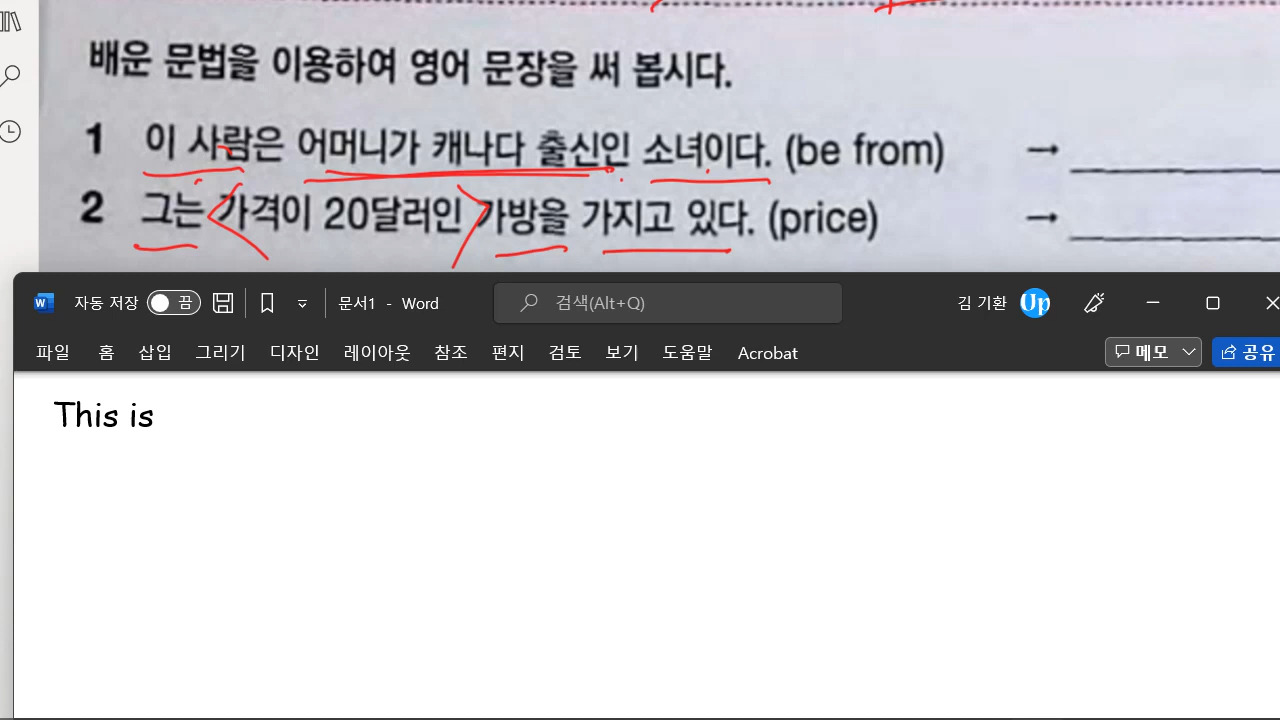 배운 문법을 이용하여 영어 문장을 써 봅시다.
1 이 사람은 어머니가 캐나다 출신인 소녀이다. (be from) →
2 그는 가격이 20달러인 가방을 가지고 있다. (price) →
자동 저장 끔 문서1 - Word 검색(Alt+Q) 김 기환 Up
파일 홈 삽입 그리기 디자인 레이아웃 참조 편지 검토 보기 도움말 Acrobat 메모 공유
This is